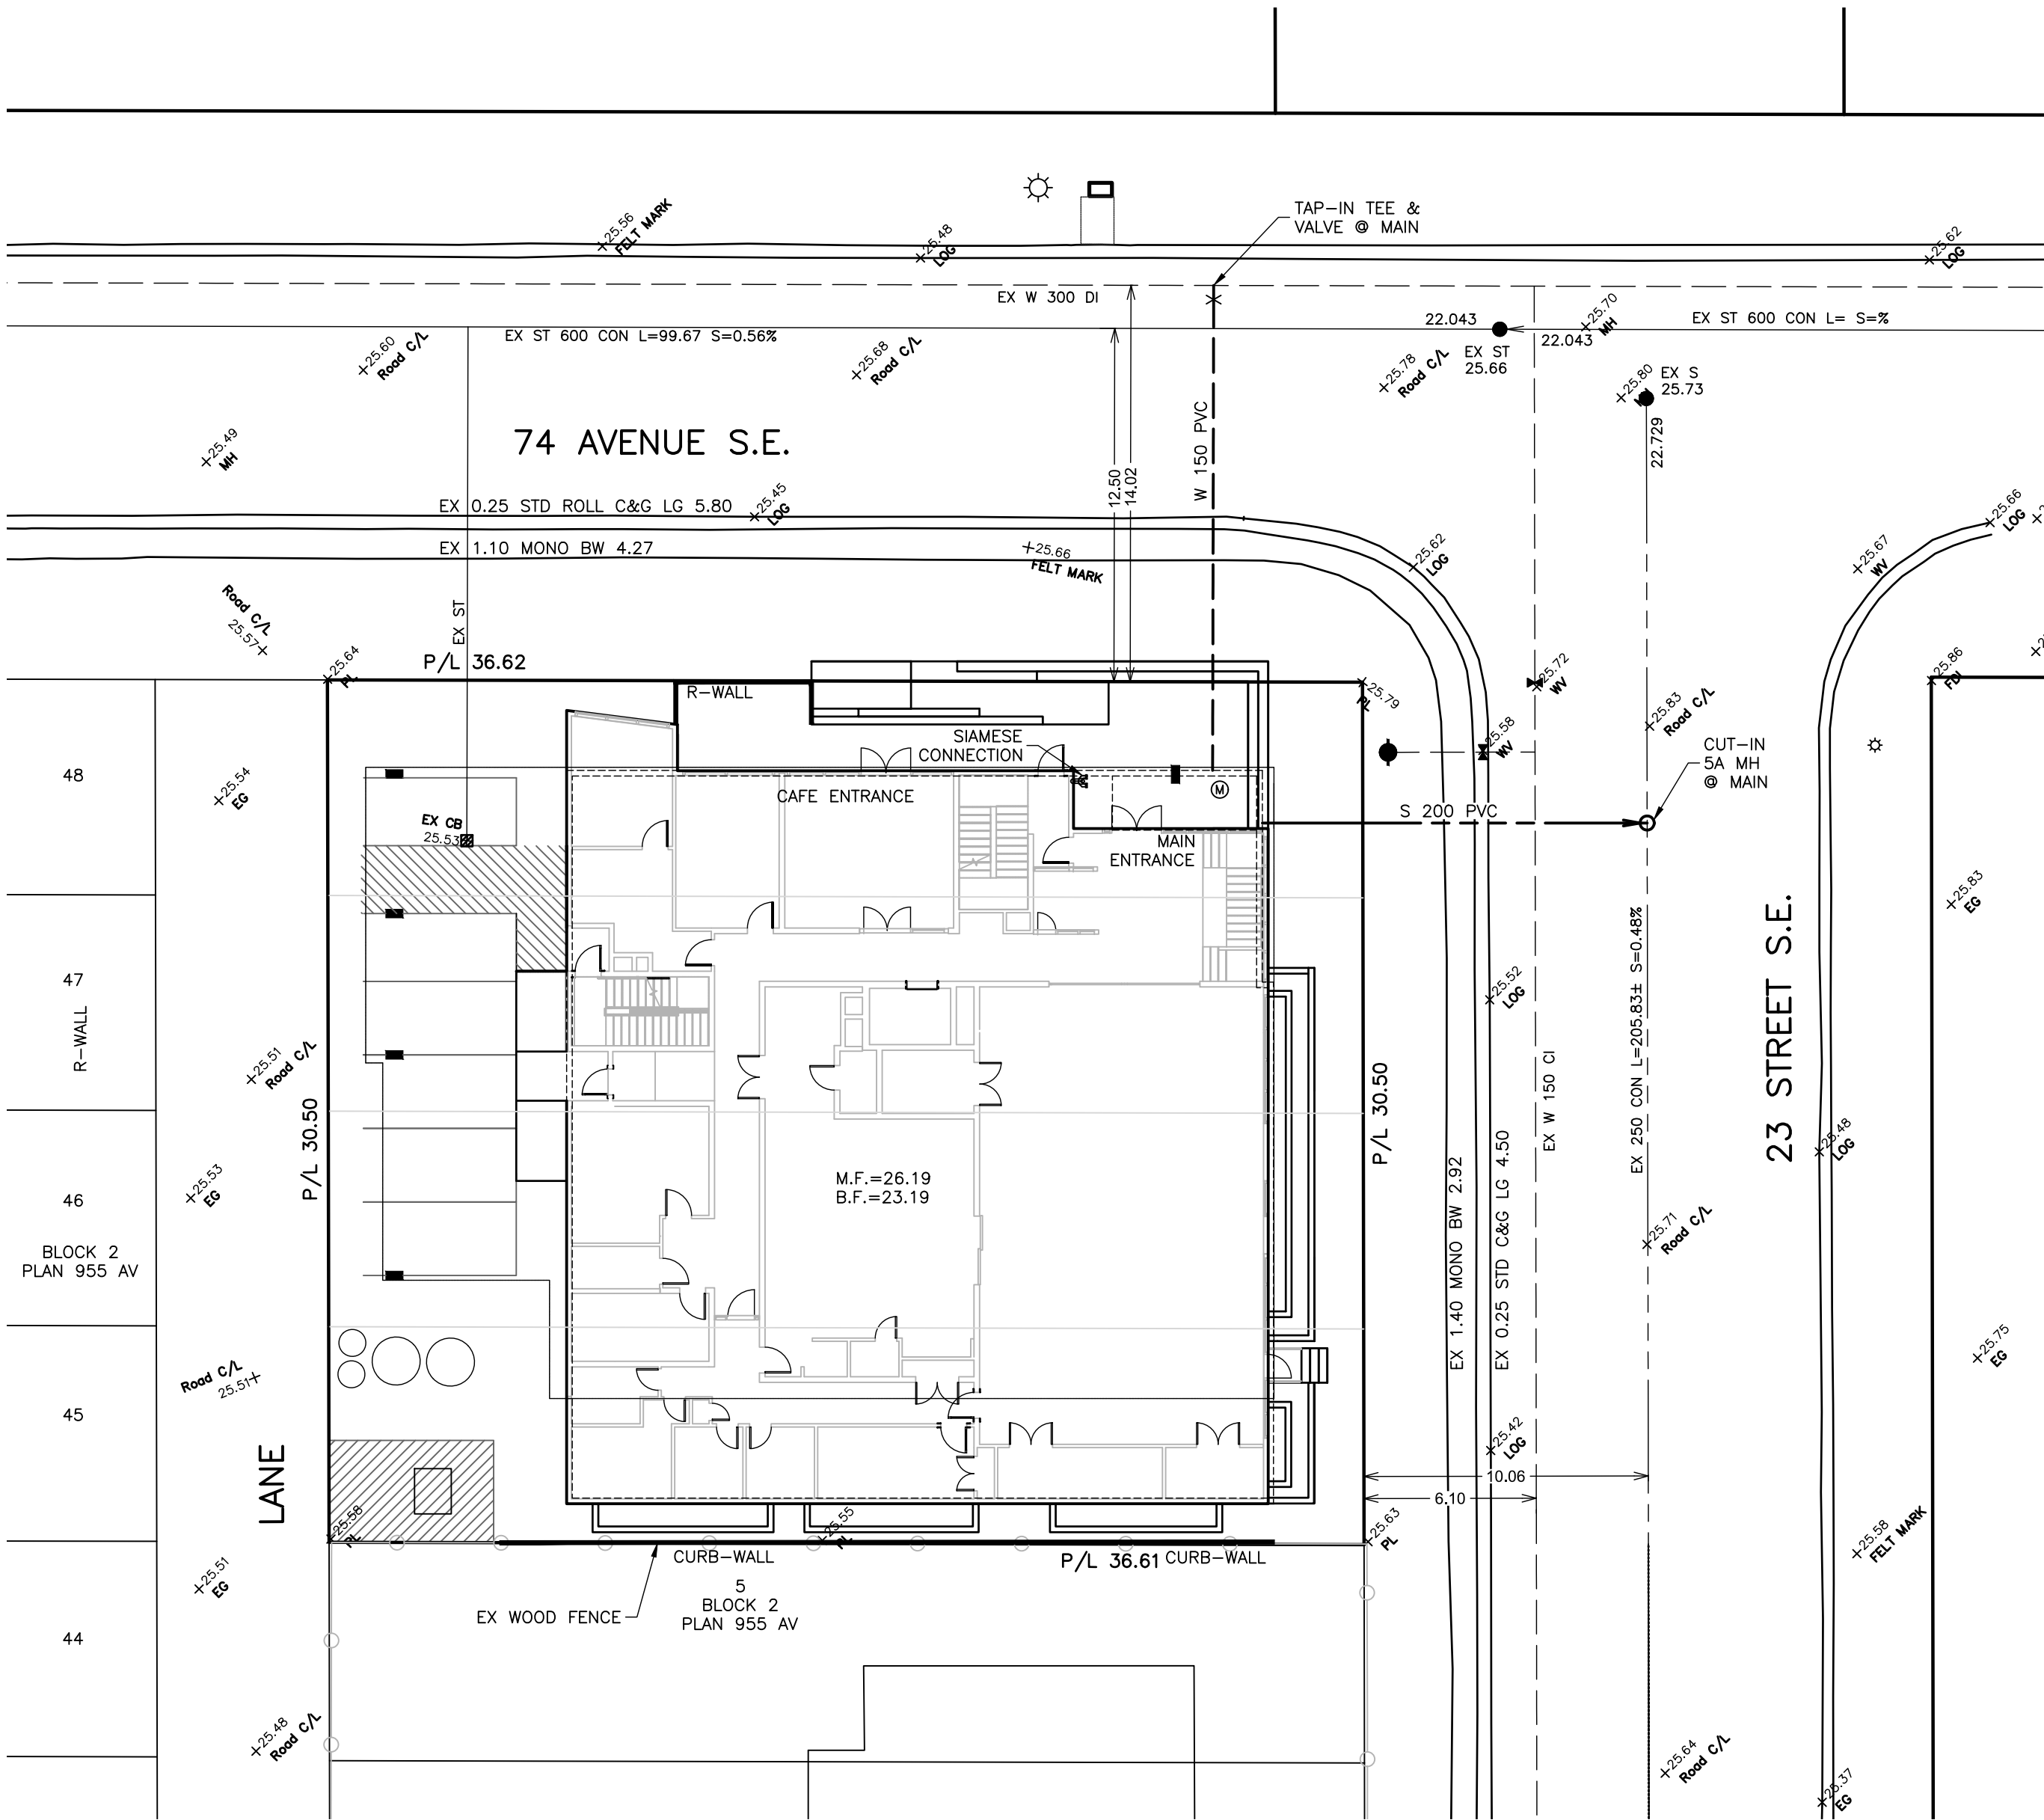 TAP-IN TEE &
VALVE @ MAIN
25.56
FELT MARK
25.48
LOG
25.62
LOG
EX W 300 DI
EX ST 600 CON L=99.67 S=0.56%
22.043
22.043
25.70
MH
EX ST 600 CON L= S=%
EX ST
25.66
25.60
Road C/L
25.68
Road C/L
25.78
Road C/L
25.80
EX S
25.73
22.729
74 AVENUE S.E.
25.49
MH
W 150 PVC
12.50
14.02
EX 0.25 STD ROLL C&G LG 5.80
25.45
LOG
EX 1.10 MONO BW 4.27
25.66
FELT MARK
25.62
LOG
25.66
LOG
25.67
WV
Road C/L
25.57
EX ST
25.64
PL
P/L 36.62
R-WALL
25.79
PL
25.72
WV
25.86
FDI
25.83
Road C/L
25.58
WV
SIAMESE
CONNECTION
CUT-IN
5A MH
@ MAIN
48
25.54
EG
CAFE ENTRANCE
M
S 200 PVC
EX CB
25.53
MAIN
ENTRANCE
25.83
EG
47
R-WALL
25.51
Road C/L
25.52
LOG
EX 250 CON L=205.83± S=0.48%
23 STREET S.E.
EX W 150 CI
P/L 30.50
P/L 30.50
25.48
LOG
M.F.=26.19
B.F.=23.19
46
25.53
EG
BLOCK 2
PLAN 955 AV
EX 1.40 MONO BW 2.92
EX 0.25 STD C&G LG 4.50
25.71
Road C/L
25.75
EG
Road C/L
25.51
45
25.42
LOG
LANE
10.06
6.10
25.58
PL
25.55
PL
25.63
PL
25.58
FELT MARK
CURB-WALL
P/L 36.61
CURB-WALL
25.51
EG
5
BLOCK 2
PLAN 955 AV
EX WOOD FENCE
44
25.48
Road C/L
25.64
Road C/L
25.37
EG